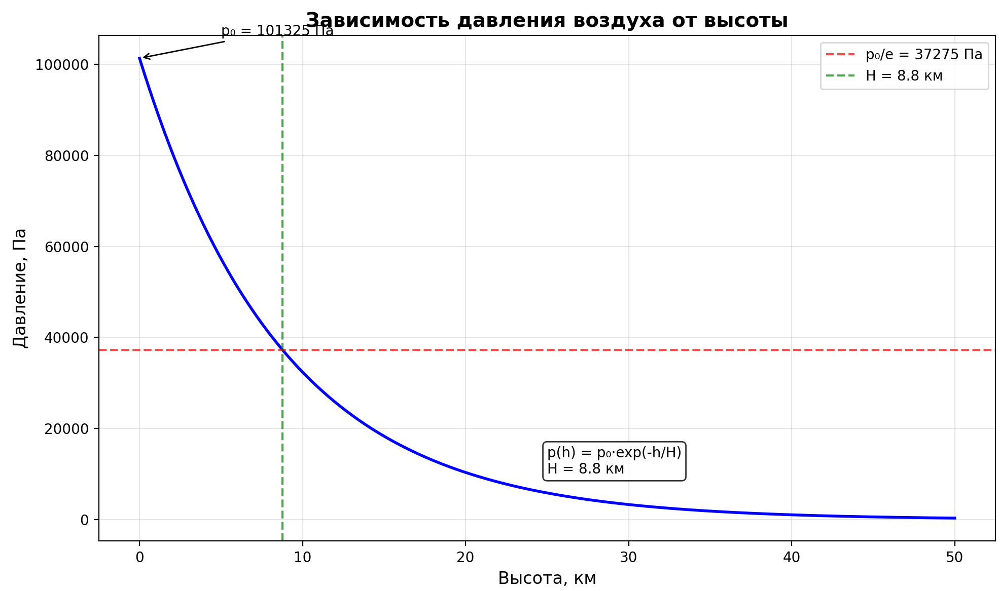 Зависимость давления воздуха от высоты
p₀ = 101325 Па
p₀/e = 37275 Па
H = 8.8 км
100000
80000
60000
40000
20000
0
Давление, Па
p(h) = p₀·exp(-h/H)
H = 8.8 км
0 10 20 30 40 50
Высота, км